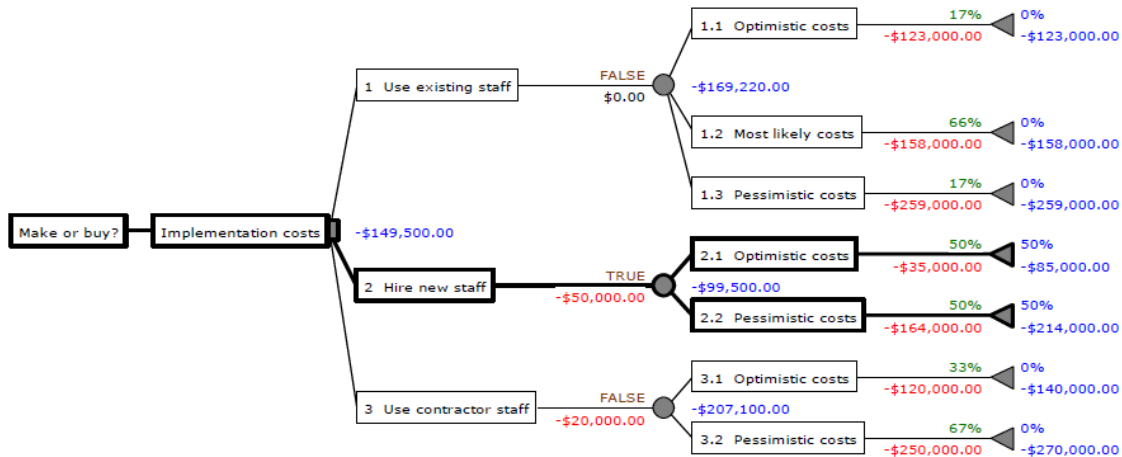 Make or buy?
Implementation costs
-$149,500.00
1 Use existing staff
FALSE
$0.00
-$169,220.00
1.1 Optimistic costs
17%
-$123,000.00
0%
-$123,000.00
1.2 Most likely costs
66%
-$158,000.00
0%
-$158,000.00
1.3 Pessimistic costs
17%
-$259,000.00
0%
-$259,000.00
2 Hire new staff
TRUE
-$50,000.00
-$99,500.00
2.1 Optimistic costs
50%
-$35,000.00
50%
-$85,000.00
2.2 Pessimistic costs
50%
-$164,000.00
50%
-$214,000.00
3 Use contractor staff
FALSE
-$20,000.00
-$207,100.00
3.1 Optimistic costs
33%
-$120,000.00
0%
-$140,000.00
3.2 Pessimistic costs
67%
-$250,000.00
0%
-$270,000.00